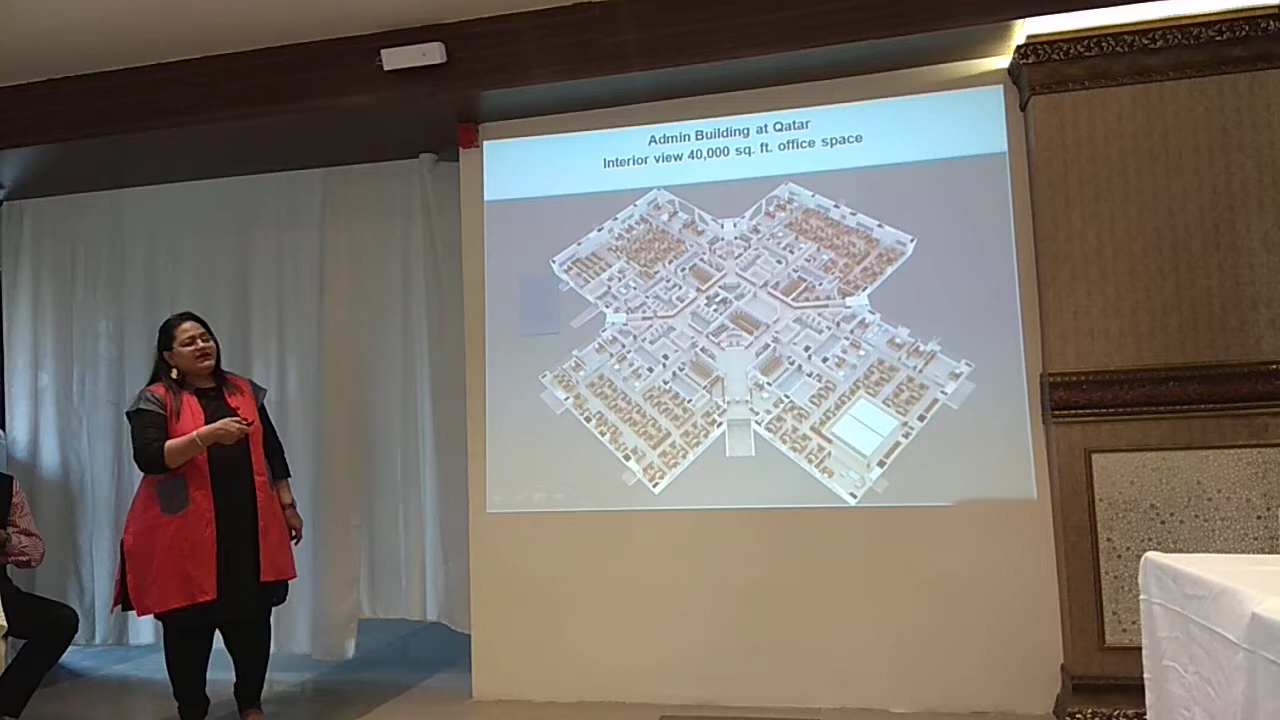 Admin Building at Qatar
Interior view 40,000 sq. ft. office space